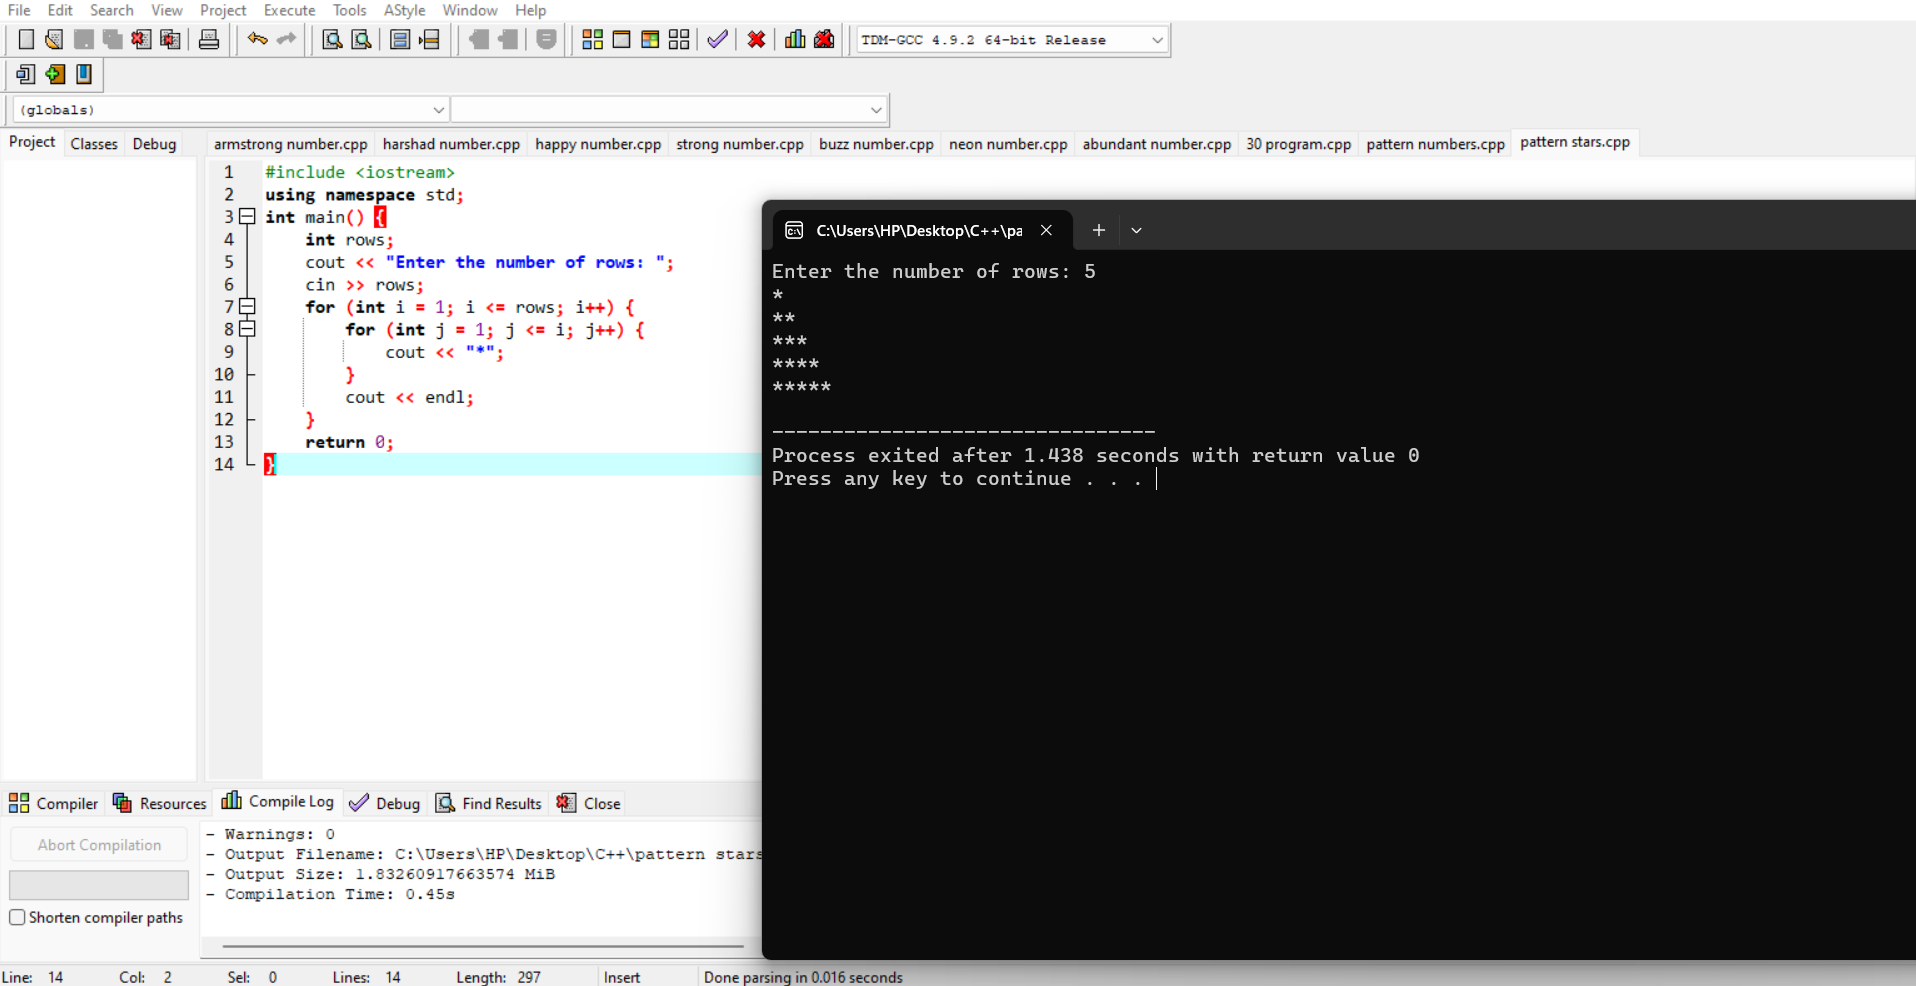 File Edit Search View Project Execute Tools AStyle Window Help
TDM-GCC 4.9.2 64-bit Release
(globals)
Project Classes Debug
armstrong number.cpp harshad number.cpp happy number.cpp strong number.cpp buzz number.cpp neon number.cpp abundant number.cpp 30 program.cpp pattern numbers.cpp pattern stars.cpp
1 #include <iostream>
2 using namespace std;
3 int main() {
4 int rows;
5 cout << "Enter the number of rows: ";
6 cin >> rows;
7 for (int i = 1; i <= rows; i++) {
8 for (int j = 1; j <= i; j++) {
9 cout << "*";
10 }
11 cout << endl;
12 }
13 return 0;
14 }
C:\Users\HP\Desktop\C++\pa
Enter the number of rows: 5
*
**
***
****
*****
--------------------------------
Process exited after 1.438 seconds with return value 0
Press any key to continue . . .
Compiler Resources Compile Log Debug Find Results Close
Abort Compilation
Shorten compiler paths
- Warnings: 0
- Output Filename: C:\Users\HP\Desktop\C++\pattern stars
- Output Size: 1.83260917663574 MiB
- Compilation Time: 0.45s
Line: 14 Col: 2 Sel: 0 Lines: 14 Length: 297 Insert Done parsing in 0.016 seconds